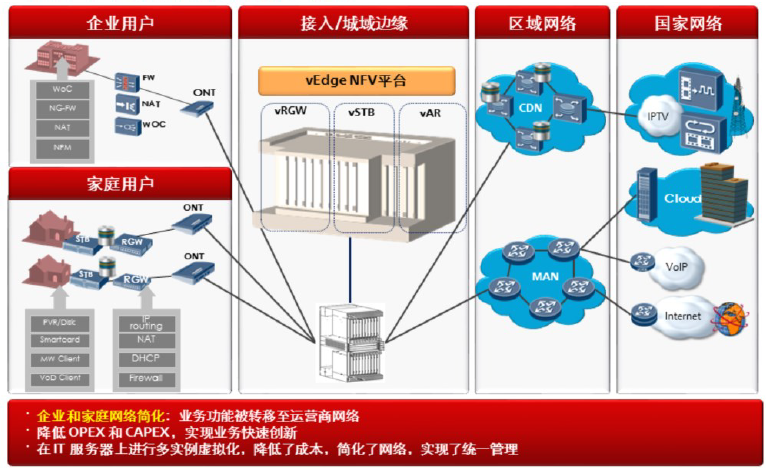 企业用户
WoC
NG-FW
NAT
NPM
FW
NAT
WOC
ONT
家庭用户
ONT
STB
RGW
ONT
STB
RGW
PVR/Disk
Smartcard
MW Client
VoD Client
IP
routing
NAT
DHCP
Firewall
接入/城域边缘
vEdge NFV平台
vRGW
vSTB
vAR
区域网络
CDN
MAN
国家网络
IPTV
Cloud
VoIP
Internet
· 企业和家庭网络简化：业务功能被转移至运营商网络
· 降低 OPEX 和 CAPEX，实现业务快速创新
· 在 IT 服务器上进行多实例虚拟化，降低了成本，简化了网络，实现了统一管理